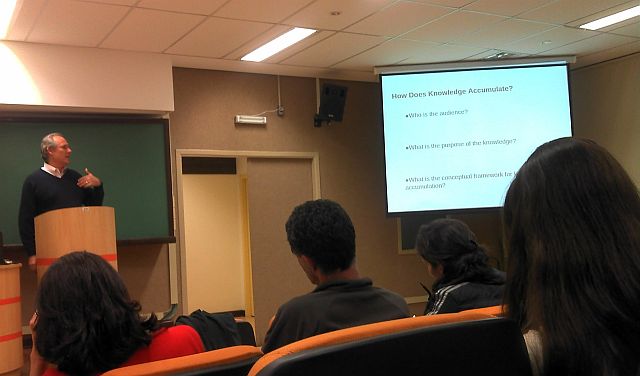 How Does Knowledge Accumulate?
●Who is the audience?
●What is the purpose of the knowledge?
●What is the conceptual framework for
accumulation?